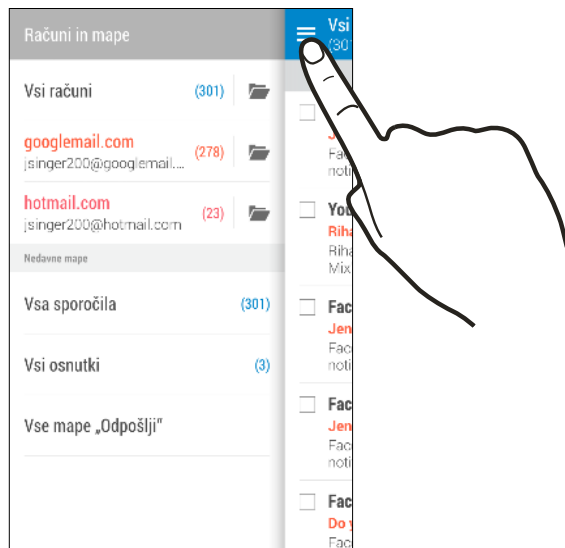 Računi in mape
Vsi računi (301)
googlemail.com (278)
jsinger200@googlemail....
hotmail.com (23)
jsinger200@hotmail.com
Nedavne mape
Vsa sporočila (301)
Vsi osnutki (3)
Vse mape „Odpošlji“
Vsi
(30
You
Riha
Riha
Mix
Fac
Jen
Fac
noti
Fac
Jen
Fac
noti
Fac
Do y
Fac